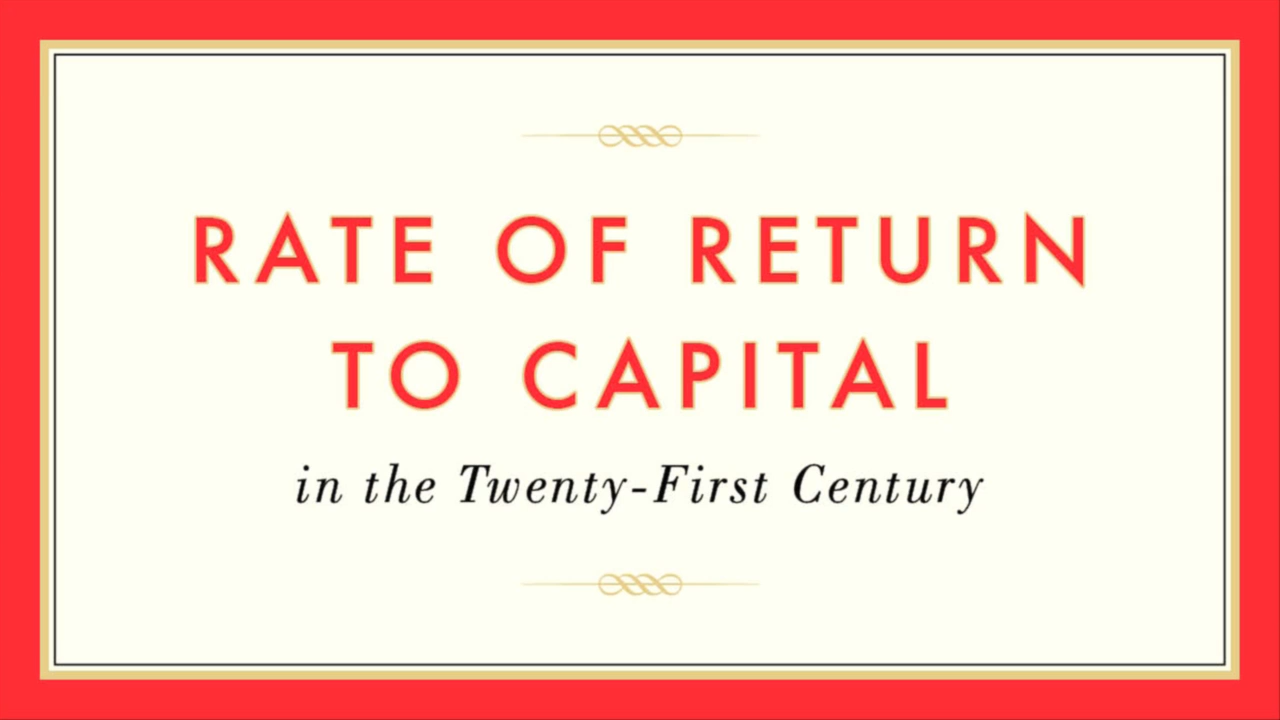 RATE OF RETURN
TO CAPITAL
in the Twenty-First Century